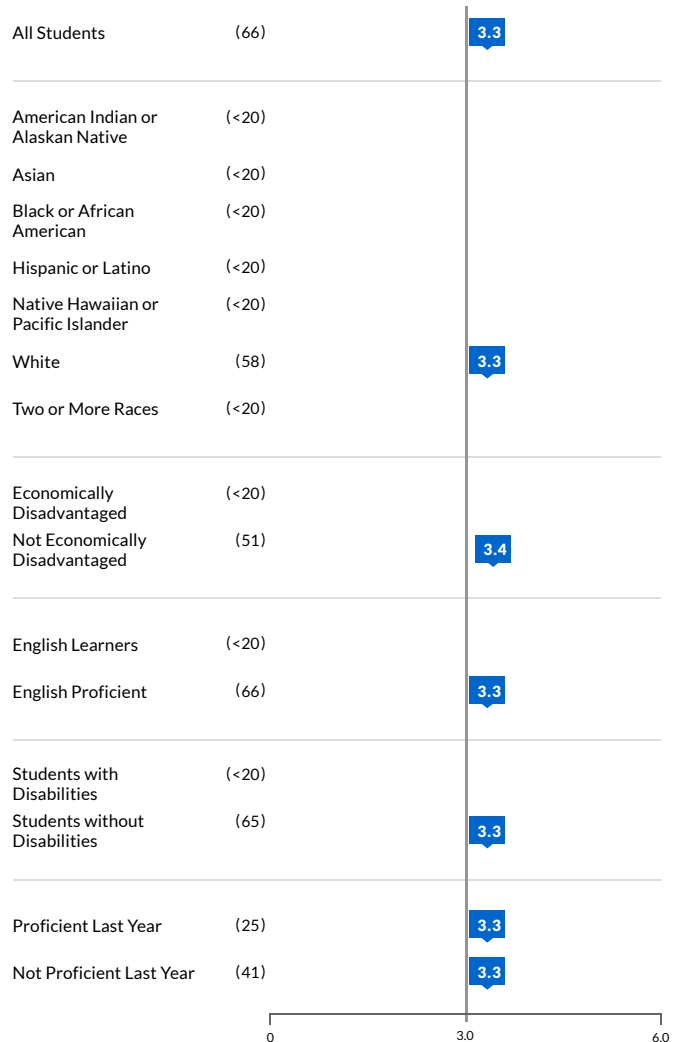 All Students (66) 3.3
American Indian or (<20)
Alaskan Native
Asian (<20)
Black or African (<20)
American
Hispanic or Latino (<20)
Native Hawaiian or (<20)
Pacific Islander
White (58) 3.3
Two or More Races (<20)
Economically (<20)
Disadvantaged
Not Economically (51) 3.4
Disadvantaged
English Learners (<20)
English Proficient (66) 3.3
Students with (<20)
Disabilities
Students without (65) 3.3
Disabilities
Proficient Last Year (25) 3.3
Not Proficient Last Year (41) 3.3
0 3.0 6.0